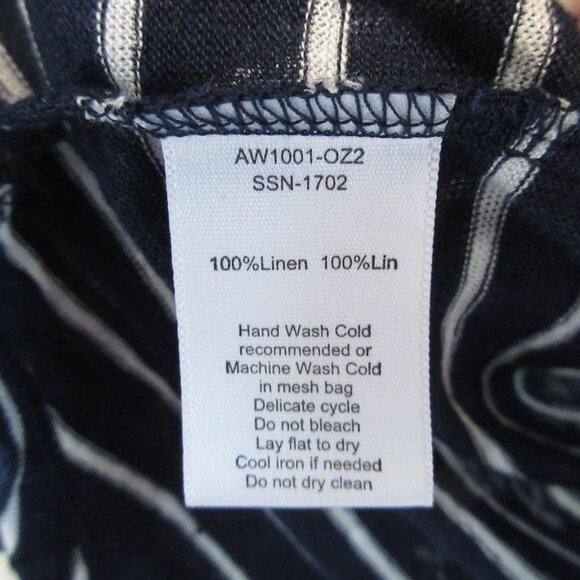 AW1001-OZ2
SSN-1702
100%Linen 100%Lin
Hand Wash Cold
recommended or
Machine Wash Cold
in mesh bag
Delicate cycle
Do not bleach
Lay flat to dry
Cool iron if needed
Do not dry clean